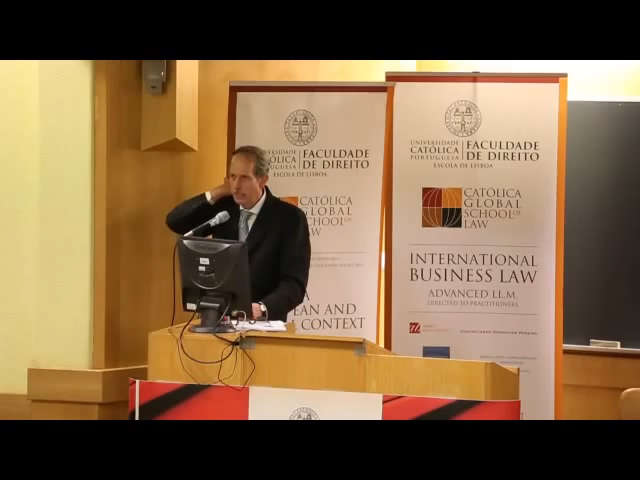 UNIVERSIDADE
CATÓLICA
PORTUGUESA
FACULDADE
DE DIREITO
ESCOLA DE LISBOA
GLOBAL
SCHOOL OF
LAW
EAN AND
CONTEXT
UNIVERSIDADE
CATÓLICA
PORTUGUESA
FACULDADE
DE DIREITO
ESCOLA DE LISBOA
CATÓLICA
GLOBAL
SCHOOL OF
LAW
INTERNATIONAL
BUSINESS LAW
ADVANCED LL.M.
DIRECTED TO PRACTITIONERS